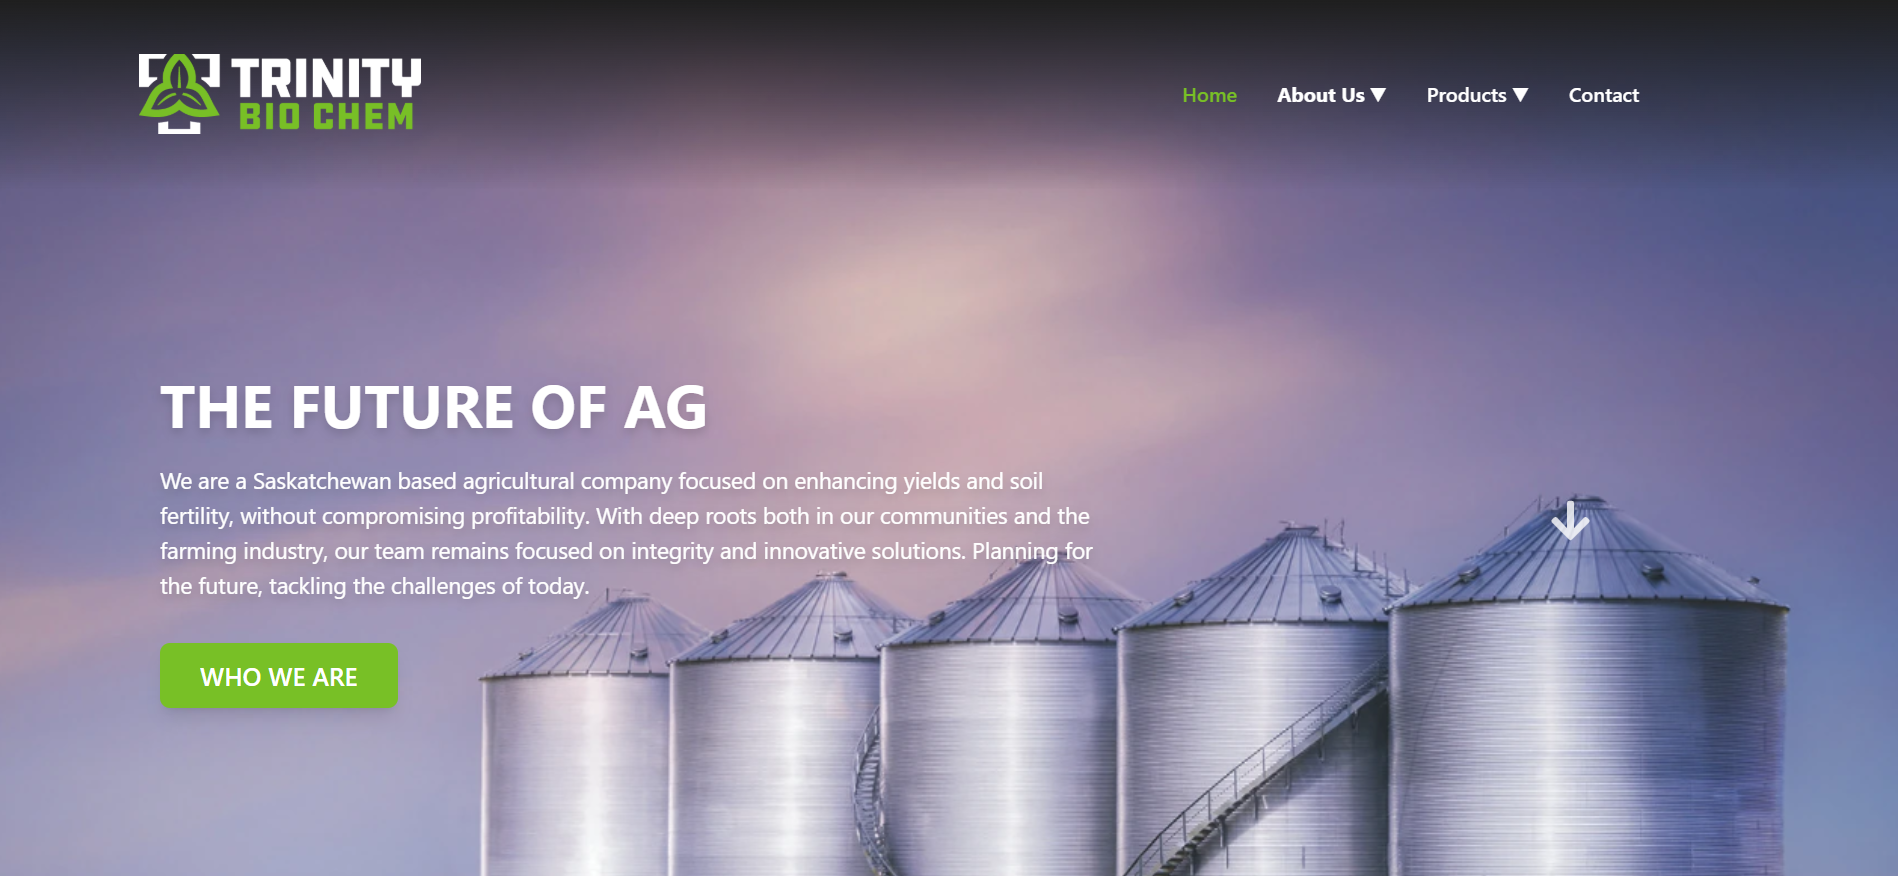 TRINITY
BIO CHEM
Home About Us ▼ Products ▼ Contact
THE FUTURE OF AG
We are a Saskatchewan based agricultural company focused on enhancing yields and soil
fertility, without compromising profitability. With deep roots both in our communities and the
farming industry, our team remains focused on integrity and innovative solutions. Planning for
the future, tackling the challenges of today.
WHO WE ARE